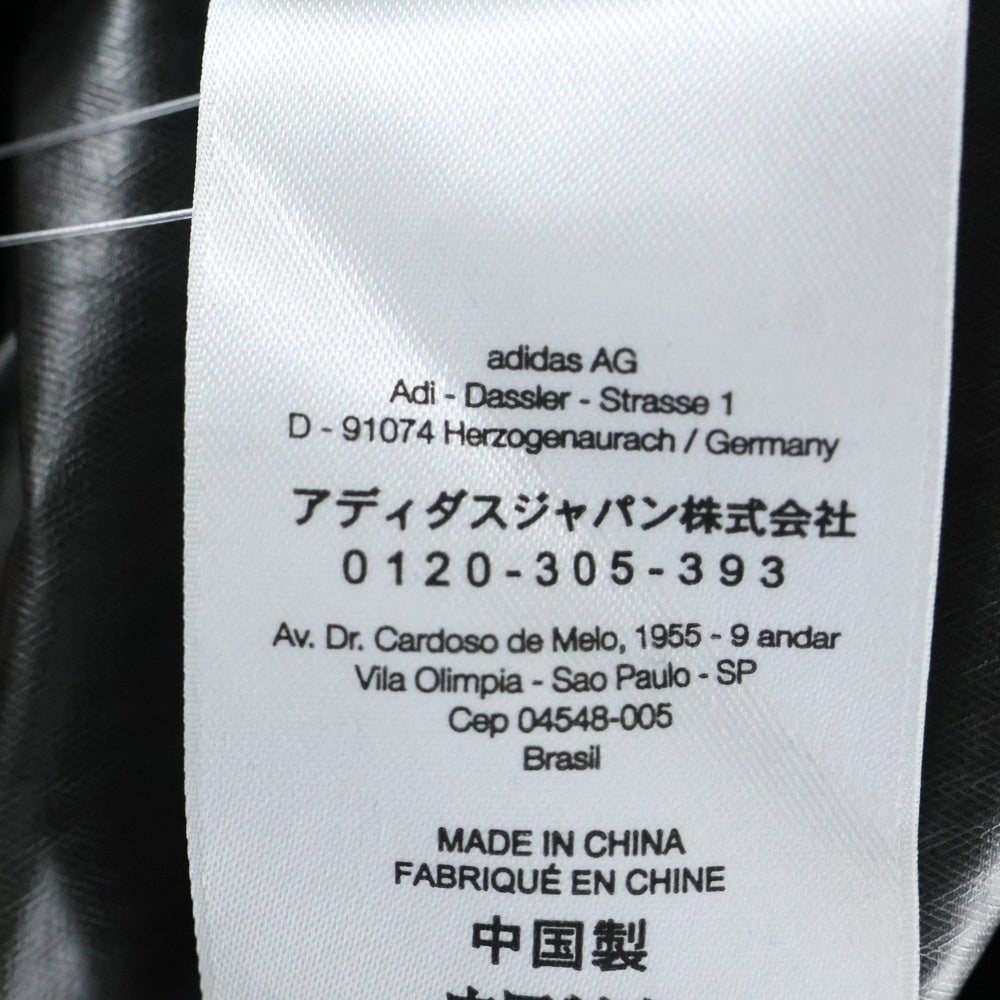 adidas AG
Adi - Dassler - Strasse 1
D - 91074 Herzogenaurach / Germany
アディダスジャパン株式会社
0120-305-393
Av. Dr. Cardoso de Melo, 1955 - 9 andar
Vila Olimpia - Sao Paulo - SP
Cep 04548-005
Brasil
MADE IN CHINA
FABRIQUÉ EN CHINE
中国製